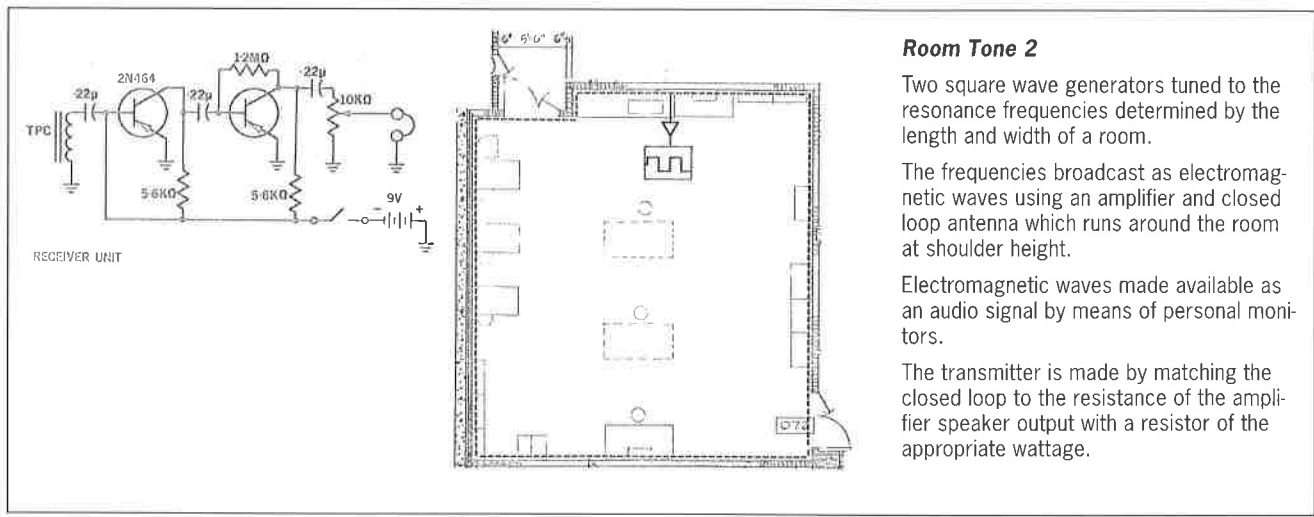 1·2MΩ
2N464
·22µ
·22µ
·22µ
10KΩ
TPC
5·6KΩ
5·6KΩ
9V
− +
RECEIVER UNIT
6" 5'6" 6"
073
Room Tone 2
Two square wave generators tuned to the
resonance frequencies determined by the
length and width of a room.
The frequencies broadcast as electromag-
netic waves using an amplifier and closed
loop antenna which runs around the room
at shoulder height.
Electromagnetic waves made available as
an audio signal by means of personal moni-
tors.
The transmitter is made by matching the
closed loop to the resistance of the ampli-
fier speaker output with a resistor of the
appropriate wattage.